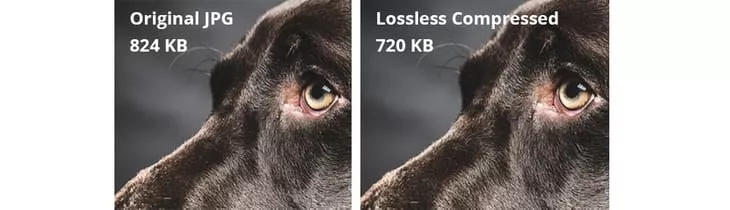 Original JPG
824 KB
Lossless Compressed
720 KB